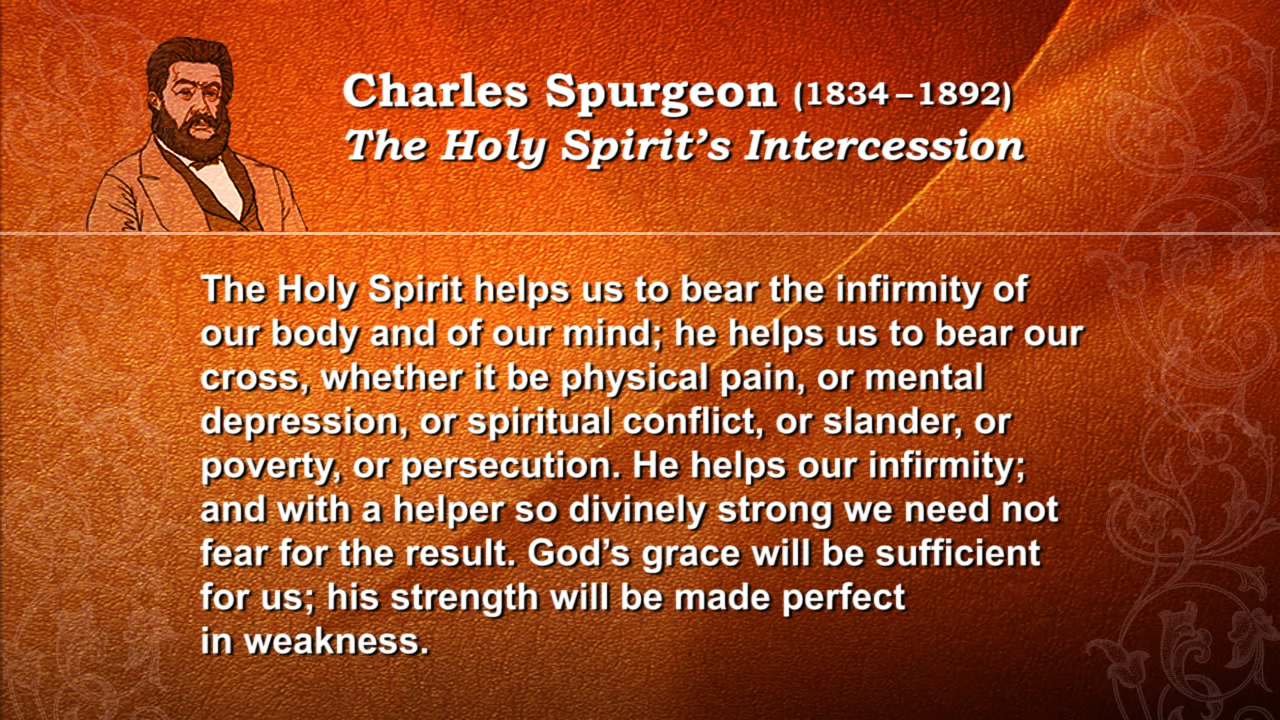 Charles Spurgeon (1834–1892)
The Holy Spirit’s Intercession
The Holy Spirit helps us to bear the infirmity of
our body and of our mind; he helps us to bear our
cross, whether it be physical pain, or mental
depression, or spiritual conflict, or slander, or
poverty, or persecution. He helps our infirmity;
and with a helper so divinely strong we need not
fear for the result. God’s grace will be sufficient
for us; his strength will be made perfect
in weakness.